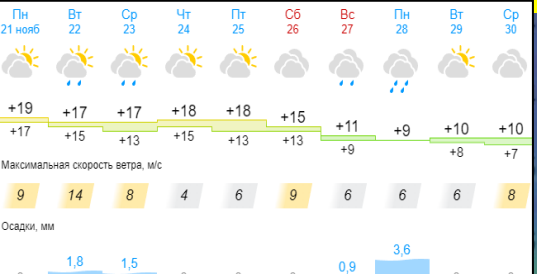 Пн Вт Ср Чт Пт Сб Вс Пн Вт Ср
21 нояб 22 23 24 25 26 27 28 29 30
+19 +17 +17 +18 +18 +15 +11 +9 +10 +10
+17 +15 +13 +15 +13 +13 +9 +8 +7
Максимальная скорость ветра, м/с
9 14 8 4 6 9 6 6 6 8
Осадки, мм
1,8 1,5 0,9 3,6